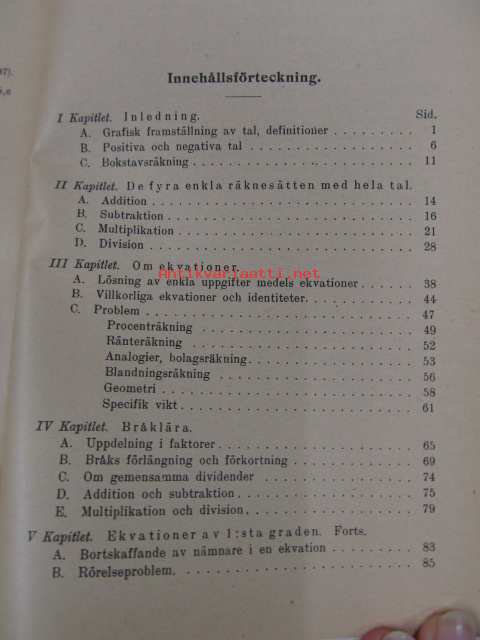 87).
Innehållsförteckning.
I Kapitlet. Inledning. Sid.
A. Grafisk framställning av tal, definitioner . . . . . . . . . 1
B. Positiva och negativa tal . . . . . . . . . . . . . . . . . 6
C. Bokstavsräkning . . . . . . . . . . . . . . . . . . . . . 11
II Kapitlet. De fyra enkla räknesätten med hela tal.
A. Addition . . . . . . . . . . . . . . . . . . . . . . . . 14
B. Subtraktion . . . . . . . . . . . . . . . . . . . . . . . 16
C. Multiplikation . . . . . . . . . . . . . . . . . . . . . . 21
D. Division . . . . . . . . . . . . . . . . . . . . . . . . 28
III Kapitlet. Om ekvationer.
Antikvariaatti.net
A. Lösning av enkla uppgifter medels ekvationer . . . . . . . 38
B. Villkorliga ekvationer och identiteter. . . . . . . . . . . 44
C. Problem . . . . . . . . . . . . . . . . . . . . . . . . . 47
Procenträkning . . . . . . . . . . . . . . . . . . . . 49
Ränteräkning . . . . . . . . . . . . . . . . . . . . . 52
Analogier, bolagsräkning. . . . . . . . . . . . . . . . 53
Blandningsräkning . . . . . . . . . . . . . . . . . . . 56
Geometri . . . . . . . . . . . . . . . . . . . . . . . 58
Specifik vikt . . . . . . . . . . . . . . . . . . . . . 61
IV Kapitlet. Bråklära.
A. Uppdelning i faktorer . . . . . . . . . . . . . . . . . . 65
B. Bråks förlängning och förkortning . . . . . . . . . . . . 69
C. Om gemensamma dividender . . . . . . . . . . . . . . . 74
D. Addition och subtraktion . . . . . . . . . . . . . . . . . 75
E. Multiplikation och division . . . . . . . . . . . . . . . . 79
V Kapitlet. Ekvationer av 1:sta graden. Forts.
A. Bortskaffande av nämnare i en ekvation . . . . . . . . . 83
B. Rörelseproblem. . . . . . . . . . . . . . . . . . . . . . 85